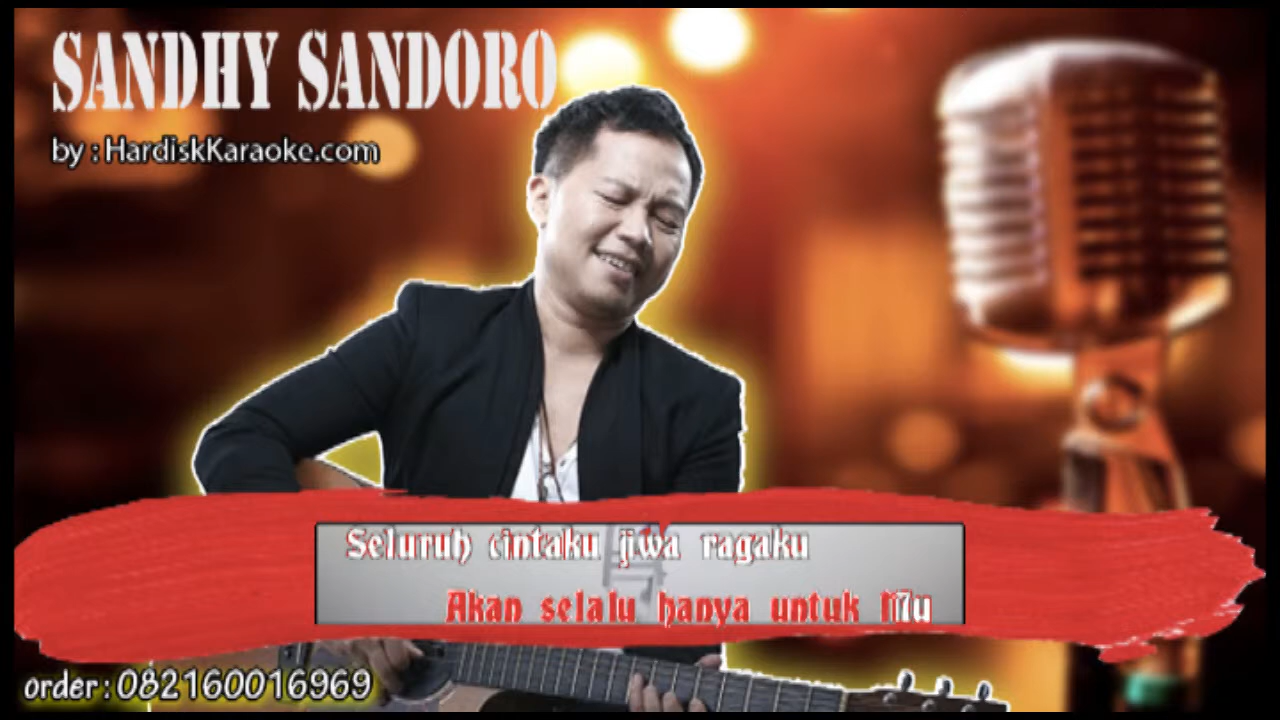 SANDHY SANDORO
by : HardiskKaraoke.com
Seluruh cintaku jiwa ragaku
Akan selalu hanya untuk Mu
order : 082160016969